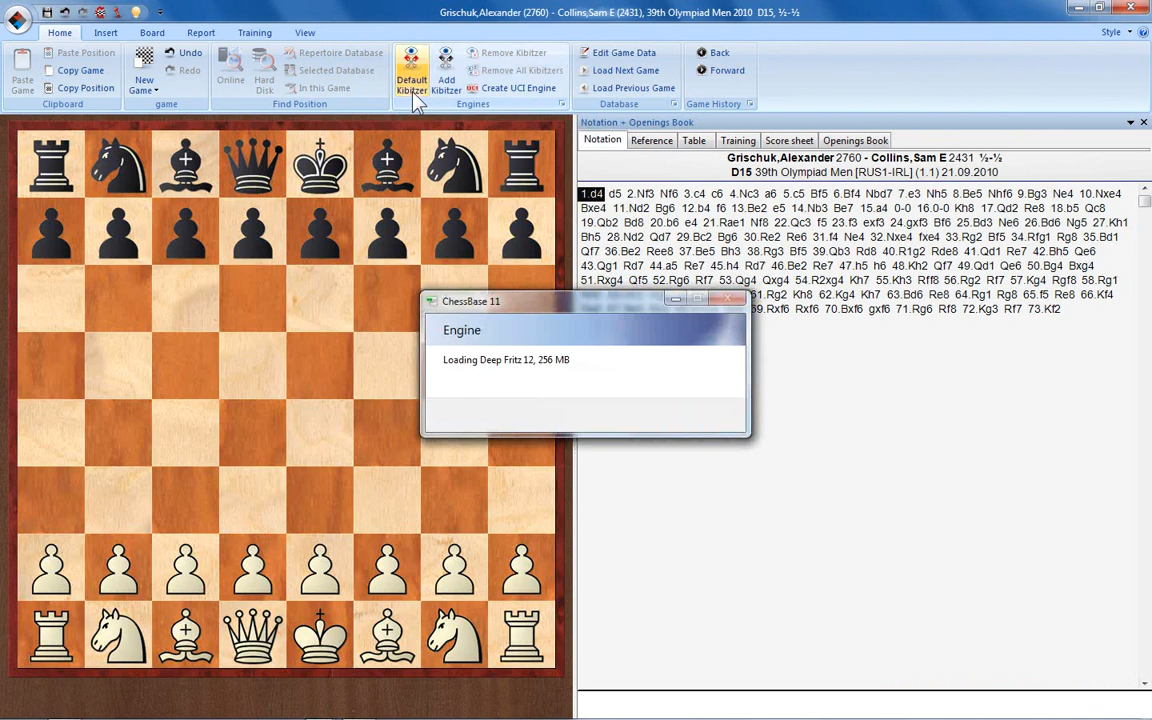 Grischuk,Alexander (2760) - Collins,Sam E (2431), 39th Olympiad Men 2010 D15, ½-½
Home Insert Board Report Training View Style
Paste Game
Paste Position
Copy Game
Copy Position
Clipboard
New Game
Undo
Redo
game
Online
Hard Disk
Repertoire Database
Selected Database
In this Game
Find Position
Default Kibitzer
Add Kibitzer
Remove Kibitzer
Remove All Kibitzers
Create UCI Engine
Engines
Edit Game Data
Load Next Game
Load Previous Game
Database
Back
Forward
Game History
Notation + Openings Book
Notation Reference Table Training Score sheet Openings Book
Grischuk,Alexander 2760 - Collins,Sam E 2431 ½-½
D15 39th Olympiad Men [RUS1-IRL] (1.1) 21.09.2010
1.d4 d5 2.Nf3 Nf6 3.c4 c6 4.Nc3 a6 5.c5 Bf5 6.Bf4 Nbd7 7.e3 Nh5 8.Be5 Nhf6 9.Bg3 Ne4 10.Nxe4
Bxe4 11.Nd2 Bg6 12.b4 f6 13.Be2 e5 14.Nb3 Be7 15.a4 0-0 16.0-0 Kh8 17.Qd2 Re8 18.b5 Qc8
19.Qb2 Bd8 20.b6 e4 21.Rae1 Nf8 22.Qc3 f5 23.f3 exf3 24.gxf3 Bf6 25.Bd3 Ne6 26.Bd6 Ng5 27.Kh1
Bh5 28.Nd2 Qd7 29.Bc2 Bg6 30.Re2 Re6 31.f4 Ne4 32.Nxe4 fxe4 33.Rg2 Bf5 34.Rfg1 Rg8 35.Bd1
Qf7 36.Be2 Ree8 37.Be5 Bh3 38.Rg3 Bf5 39.Qb3 Rd8 40.R1g2 Rde8 41.Qd1 Re7 42.Bh5 Qe6
43.Qg1 Rd7 44.a5 Re7 45.h4 Rd7 46.Be2 Re7 47.h5 h6 48.Kh2 Qf7 49.Qd1 Qe6 50.Bg4 Bxg4
51.Rxg4 Qf5 52.Rg6 Rf7 53.Qg4 Qxg4 54.R2xg4 Kh7 55.Kh3 Rff8 56.Rg2 Rf7 57.Kg4 Rgf8 58.Rg1
61.Rg2 Kh8 62.Kg4 Kh7 63.Bd6 Re8 64.Rg1 Rg8 65.f5 Re8 66.Kf4
69.Rxf6 Rxf6 70.Bxf6 gxf6 71.Rg6 Rf8 72.Kg3 Rf7 73.Kf2
ChessBase 11
Engine
Loading Deep Fritz 12, 256 MB